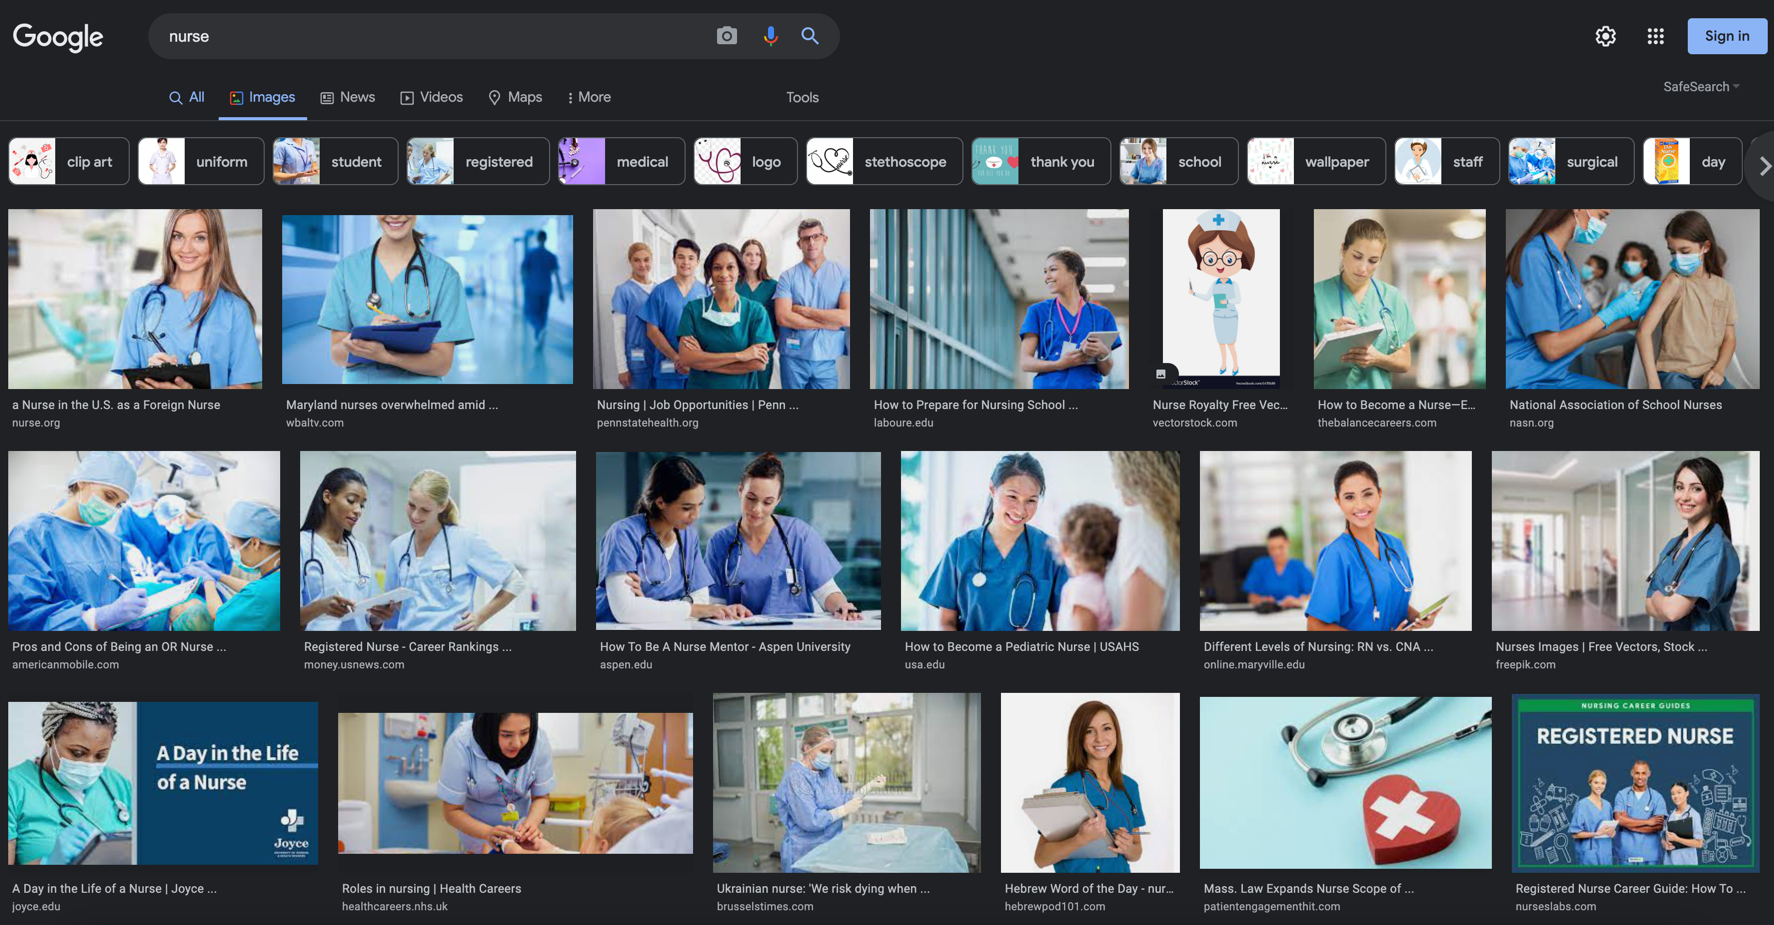 Google
nurse
Sign in
All
Images
News
Videos
Maps
More
Tools
SafeSearch
clip art
uniform
student
registered
medical
logo
stethoscope
THANK YOU
thank you
school
wallpaper
staff
surgical
day
a Nurse in the U.S. as a Foreign Nurse
nurse.org
Maryland nurses overwhelmed amid ...
wbaltv.com
Nursing | Job Opportunities | Penn ...
pennstatehealth.org
How to Prepare for Nursing School ...
laboure.edu
Nurse Royalty Free Vec...
vectorstock.com
How to Become a Nurse—E...
thebalancecareers.com
National Association of School Nurses
nasn.org
Pros and Cons of Being an OR Nurse ...
americanmobile.com
Registered Nurse - Career Rankings ...
money.usnews.com
How To Be A Nurse Mentor - Aspen University
aspen.edu
How to Become a Pediatric Nurse | USAHS
usa.edu
Different Levels of Nursing: RN vs. CNA ...
online.maryville.edu
Nurses Images | Free Vectors, Stock ...
freepik.com
A Day in the Life
of a Nurse
Joyce
NURSING CAREER GUIDES
REGISTERED NURSE
A Day in the Life of a Nurse | Joyce ...
joyce.edu
Roles in nursing | Health Careers
healthcareers.nhs.uk
Ukrainian nurse: 'We risk dying when ...
brusselstimes.com
Hebrew Word of the Day - nur...
hebrewpod101.com
Mass. Law Expands Nurse Scope of ...
patientengagementhit.com
Registered Nurse Career Guide: How To ...
nurseslabs.com